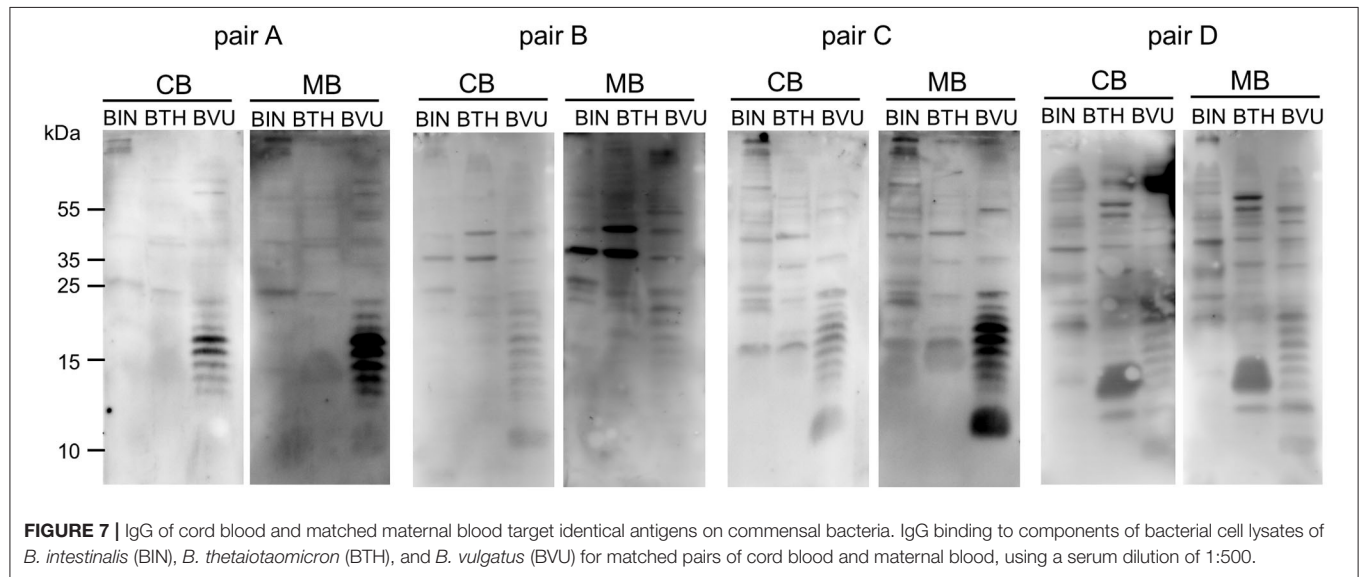 pair A pair B pair C pair D
CB MB CB MB CB MB CB MB
BIN BTH BVU BIN BTH BVU BIN BTH BVU BIN BTH BVU BIN BTH BVU BIN BTH BVU BIN BTH BVU BIN BTH BVU
kDa
55
35
25
15
10
FIGURE 7 | IgG of cord blood and matched maternal blood target identical antigens on commensal bacteria. IgG binding to components of bacterial cell lysates of
B. intestinalis (BIN), B. thetaiotaomicron (BTH), and B. vulgatus (BVU) for matched pairs of cord blood and maternal blood, using a serum dilution of 1:500.